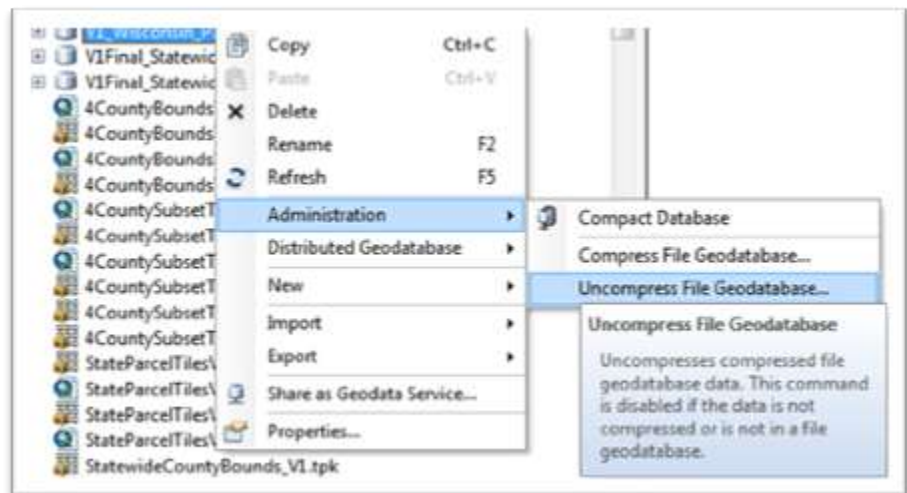 V1_Wisconsin_P
V1Final_Statewic
V1Final_Statewic
4CountyBounds
4CountyBounds
4CountyBounds
4CountyBounds
4CountySubsetT
4CountySubsetT
4CountySubsetT
4CountySubsetT
4CountySubsetT
4CountySubsetT
StateParcelTiles\
StateParcelTiles\
StateParcelTiles\
StateParcelTiles\
StatewideCountyBounds_V1.tpk
Copy Ctrl+C
Paste Ctrl+V
Delete
Rename F2
Refresh F5
Administration
Distributed Geodatabase
New
Import
Export
Share as Geodata Service...
Properties...
Compact Database
Compress File Geodatabase...
Uncompress File Geodatabase...
Uncompress File Geodatabase
Uncompresses compressed file
geodatabase data. This command
is disabled if the data is not
compressed or is not in a file
geodatabase.